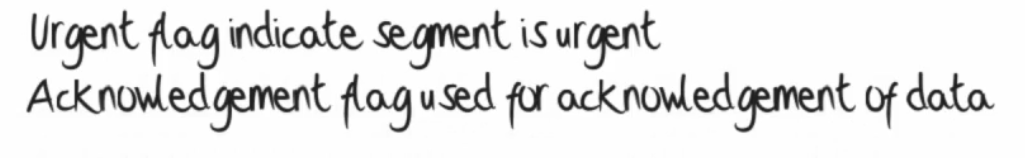 Urgent flag indicate segment is urgent
Acknowledgement flag used for acknowledgement of data